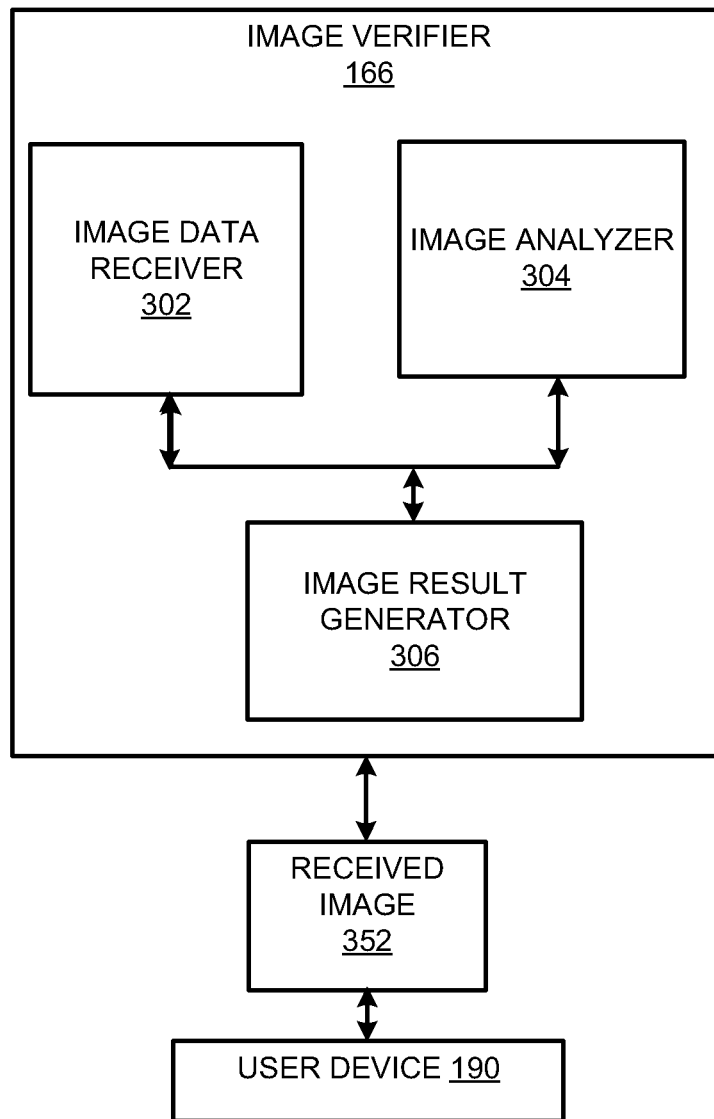 IMAGE VERIFIER
166
IMAGE DATA
RECEIVER
302
IMAGE ANALYZER
304
IMAGE RESULT
GENERATOR
306
RECEIVED
IMAGE
352
USER DEVICE 190